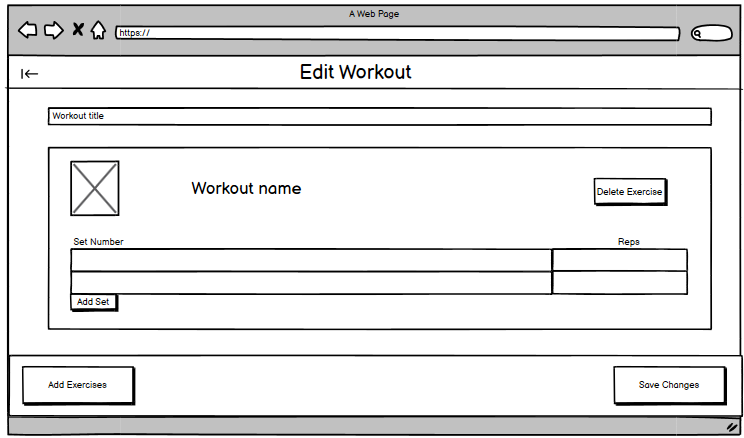 A Web Page
https://
Edit Workout
Workout title
Workout name
Delete Exercise
Set Number
Reps
Add Set
Add Exercises
Save Changes